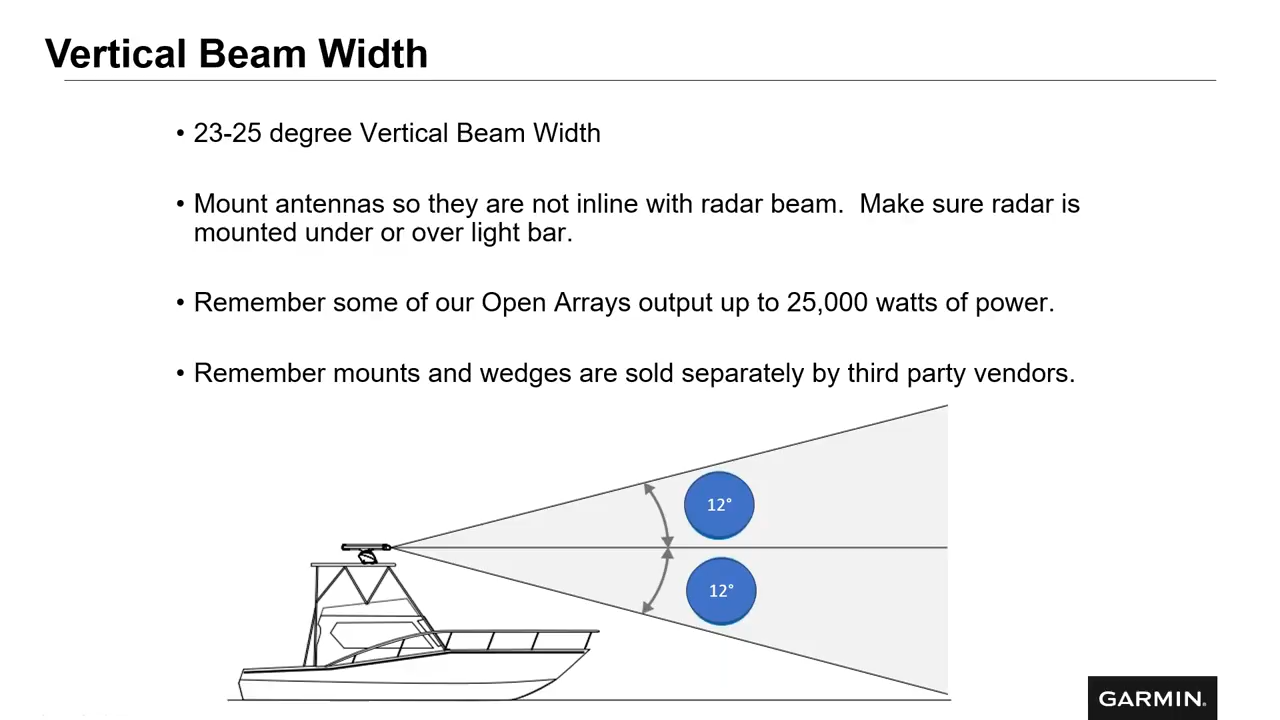 Vertical Beam Width
• 23-25 degree Vertical Beam Width
• Mount antennas so they are not inline with radar beam.  Make sure radar is
mounted under or over light bar.
• Remember some of our Open Arrays output up to 25,000 watts of power.
• Remember mounts and wedges are sold separately by third party vendors.
12°
12°
GARMIN.